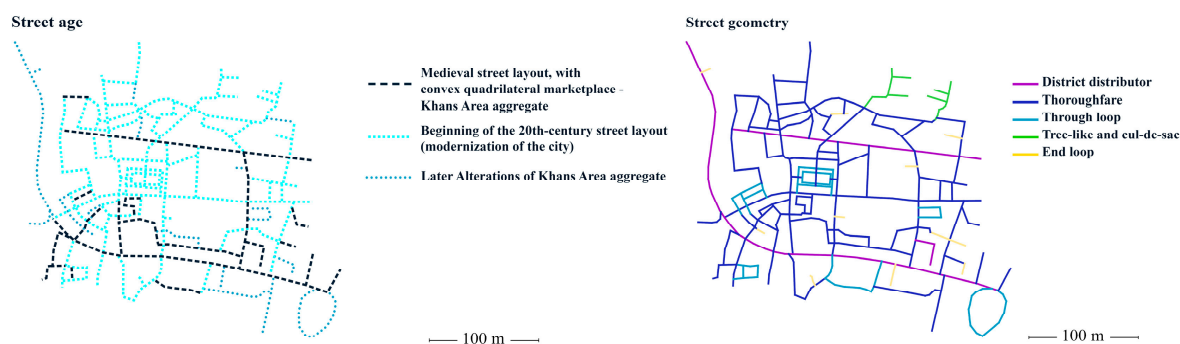 Street age
Medieval street layout, with
convex quadrilateral marketplace -
Khans Area aggregate
Beginning of the 20th-century street layout
(modernization of the city)
Later Alterations of Khans Area aggregate
100 m
Street geometry
District distributor
Thoroughfare
Through loop
Tree-like and cul-de-sac
End loop
100 m